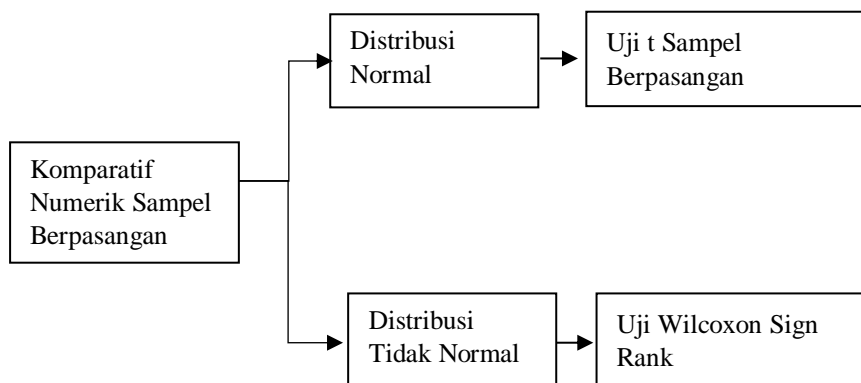 Distribusi
Normal
Uji t Sampel
Berpasangan
Komparatif
Numerik Sampel
Berpasangan
Distribusi
Tidak Normal
Uji Wilcoxon Sign
Rank